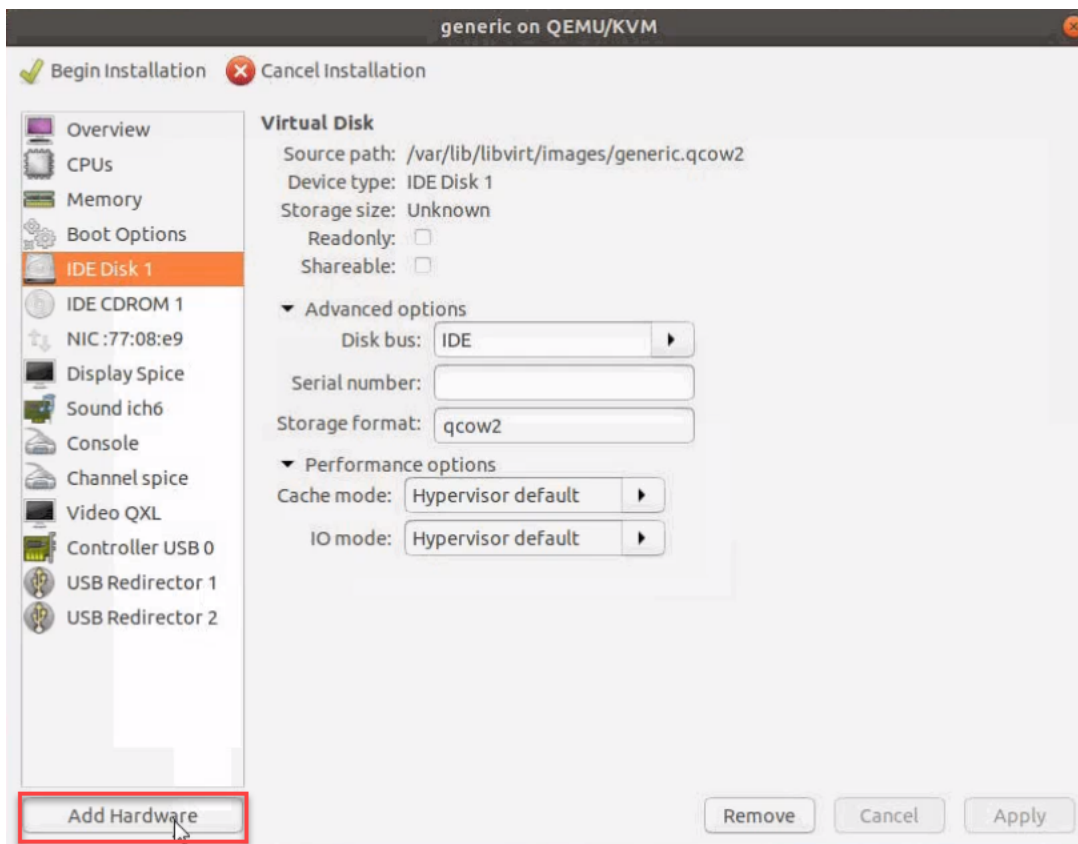 generic on QEMU/KVM
Begin Installation Cancel Installation
Overview
CPUs
Memory
Boot Options
IDE Disk 1
IDE CDROM 1
NIC :77:08:e9
Display Spice
Sound ich6
Console
Channel spice
Video QXL
Controller USB 0
USB Redirector 1
USB Redirector 2
Add Hardware
Virtual Disk
Source path: /var/lib/libvirt/images/generic.qcow2
Device type: IDE Disk 1
Storage size: Unknown
Readonly:
Shareable:
Advanced options
Disk bus: IDE
Serial number:
Storage format: qcow2
Performance options
Cache mode: Hypervisor default
IO mode: Hypervisor default
Remove Cancel Apply